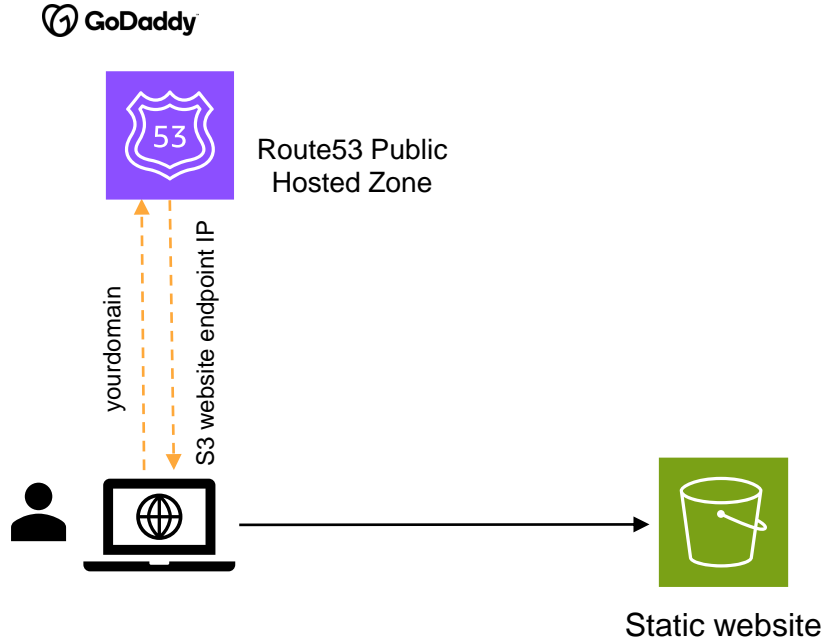 GoDaddy
53
Route53 Public
Hosted Zone
yourdomain
S3 website endpoint IP
Static website